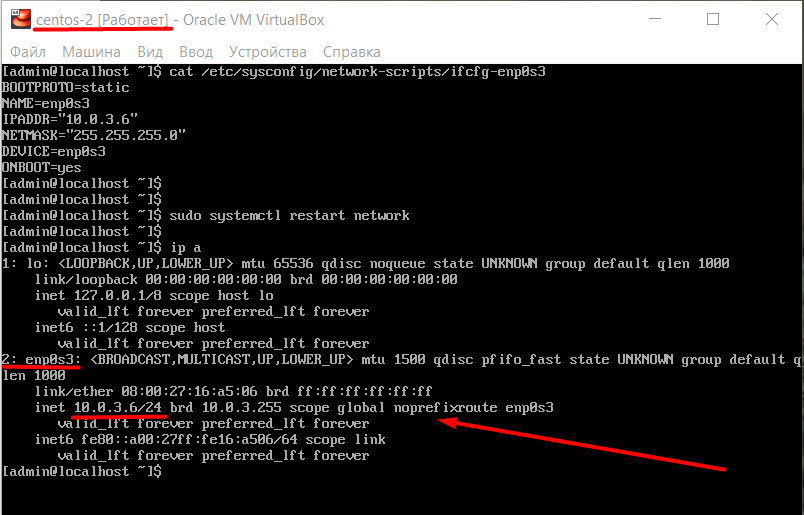 centos-2 [Работает] - Oracle VM VirtualBox
Файл Машина Вид Ввод Устройства Справка
[admin@localhost ~]$ cat /etc/sysconfig/network-scripts/ifcfg-enp0s3
BOOTPROTO=static
NAME=enp0s3
IPADDR="10.0.3.6"
NETMASK="255.255.255.0"
DEVICE=enp0s3
ONBOOT=yes
[admin@localhost ~]$
[admin@localhost ~]$
[admin@localhost ~]$ sudo systemctl restart network
[admin@localhost ~]$
[admin@localhost ~]$ ip a
1: lo: <LOOPBACK,UP,LOWER_UP> mtu 65536 qdisc noqueue state UNKNOWN group default qlen 1000
link/loopback 00:00:00:00:00:00 brd 00:00:00:00:00:00
inet 127.0.0.1/8 scope host lo
valid_lft forever preferred_lft forever
inet6 ::1/128 scope host
valid_lft forever preferred_lft forever
2: enp0s3: <BROADCAST,MULTICAST,UP,LOWER_UP> mtu 1500 qdisc pfifo_fast state UNKNOWN group default q
len 1000
link/ether 08:00:27:16:a5:06 brd ff:ff:ff:ff:ff:ff
inet 10.0.3.6/24 brd 10.0.3.255 scope global noprefixroute enp0s3
valid_lft forever preferred_lft forever
inet6 fe80::a00:27ff:fe16:a506/64 scope link
valid_lft forever preferred_lft forever
[admin@localhost ~]$